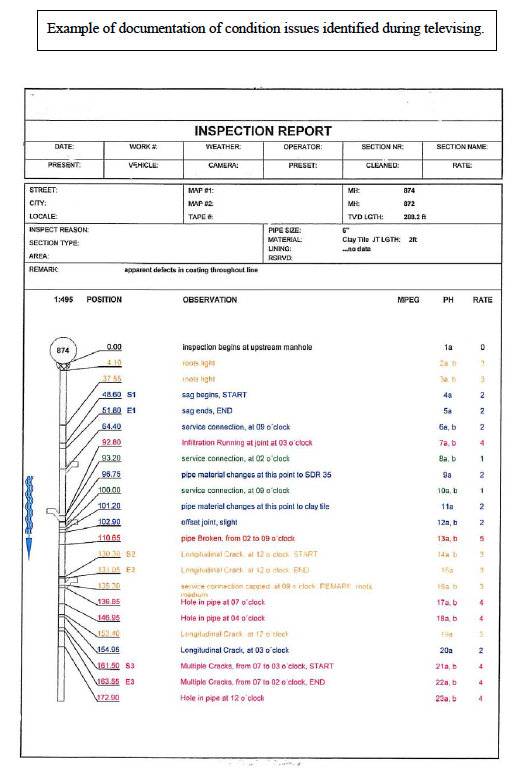 Example of documentation of condition issues identified during televising.
INSPECTION REPORT
DATE: WORK #: WEATHER: OPERATOR: SECTION NR: SECTION NAME:
PRESENT: VEHICLE: CAMERA: PRESET: CLEANED: RATE:
STREET: MAP #1: MH: 874
CITY: MAP #2: MH: 872
LOCALE: TAPE #: TVD LGTH: 288.2 ft
INSPECT REASON: PIPE SIZE: 6"
SECTION TYPE: MATERIAL: Clay Tile JT LGTH: 2ft
LINING: ...no data
AREA: RSRVD:
REMARK: apparent defects in coating throughout line
1:495 POSITION OBSERVATION MPEG PH RATE
874
0.00 inspection begins at upstream manhole 1a 0
4.10 roots light 2a, b 3
37.55 roots light 3a, b 3
48.60 S1 sag begins, START 4a 2
51.80 E1 sag ends, END 5a 2
64.40 service connection, at 09 o'clock 6a, b 2
92.80 Infiltration Running at joint at 03 o'clock 7a, b 4
93.20 service connection, at 02 o'clock 8a, b 1
96.75 pipe material changes at this point to SDR 35 9a 2
100.00 service connection, at 09 o'clock 10a, b 1
101.20 pipe material changes at this point to clay tile 11a 2
102.90 offset joint, slight 12a, b 2
110.65 pipe Broken, from 02 to 09 o'clock 13a, b 5
130.30 S2 Longitudinal Crack, at 12 o clock START 14a, b 3
131.05 E2 Longitudinal Crack, at 12 o clock END 15a 3
135.30 service connection capped at 09 o clock, REMARK: roots
medium 16a, b 3
136.85 Hole in pipe at 07 o'clock 17a, b 4
146.95 Hole in pipe at 04 o'clock 18a, b 4
153.40 Longitudinal Crack at 12 o clock 19a 3
154.95 Longitudinal Crack, at 03 o'clock 20a 2
161.50 S3 Multiple Cracks, from 07 to 03 o'clock, START 21a, b 4
163.55 E3 Multiple Cracks, from 07 to 02 o'clock, END 22a, b 4
172.90 Hole in pipe at 12 o'clock 23a, b 4